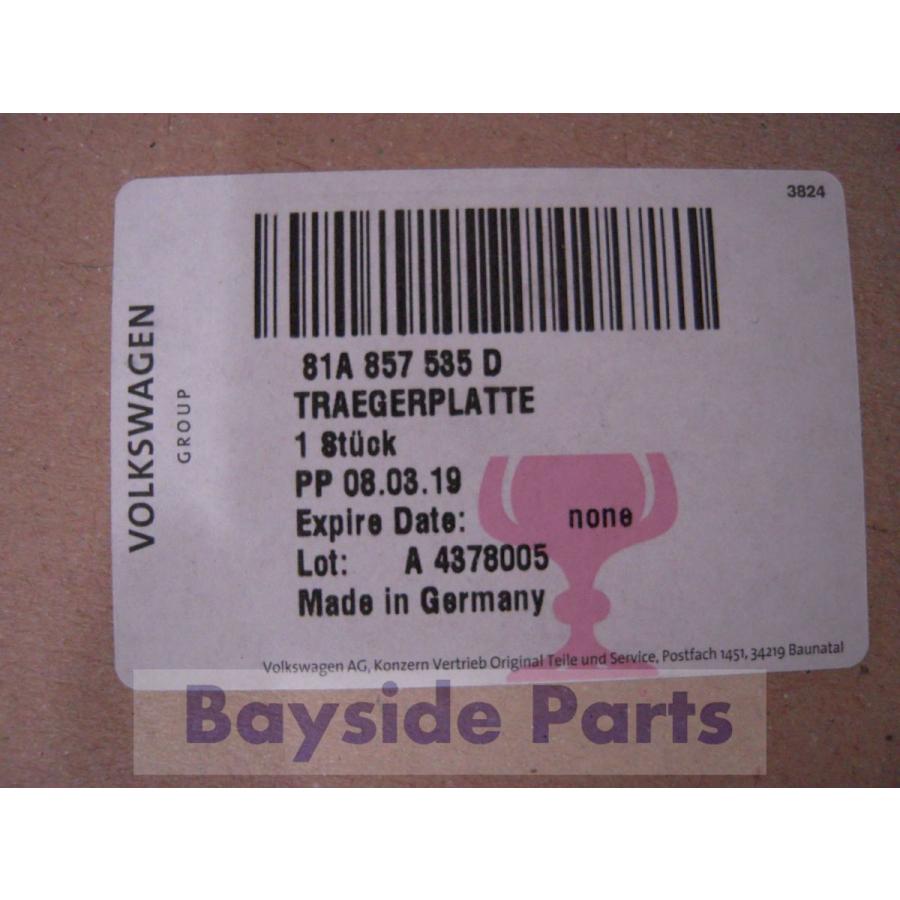 3824
VOLKSWAGEN
GROUP
81A 857 535 D
TRAEGERPLATTE
1 Stück
PP 08.03.19
Expire Date: none
Lot: A 4378005
Made in Germany
Volkswagen AG, Konzern Vertrieb Original Teile und Service, Postfach 1451, 34219 Baunatal
Bayside Parts